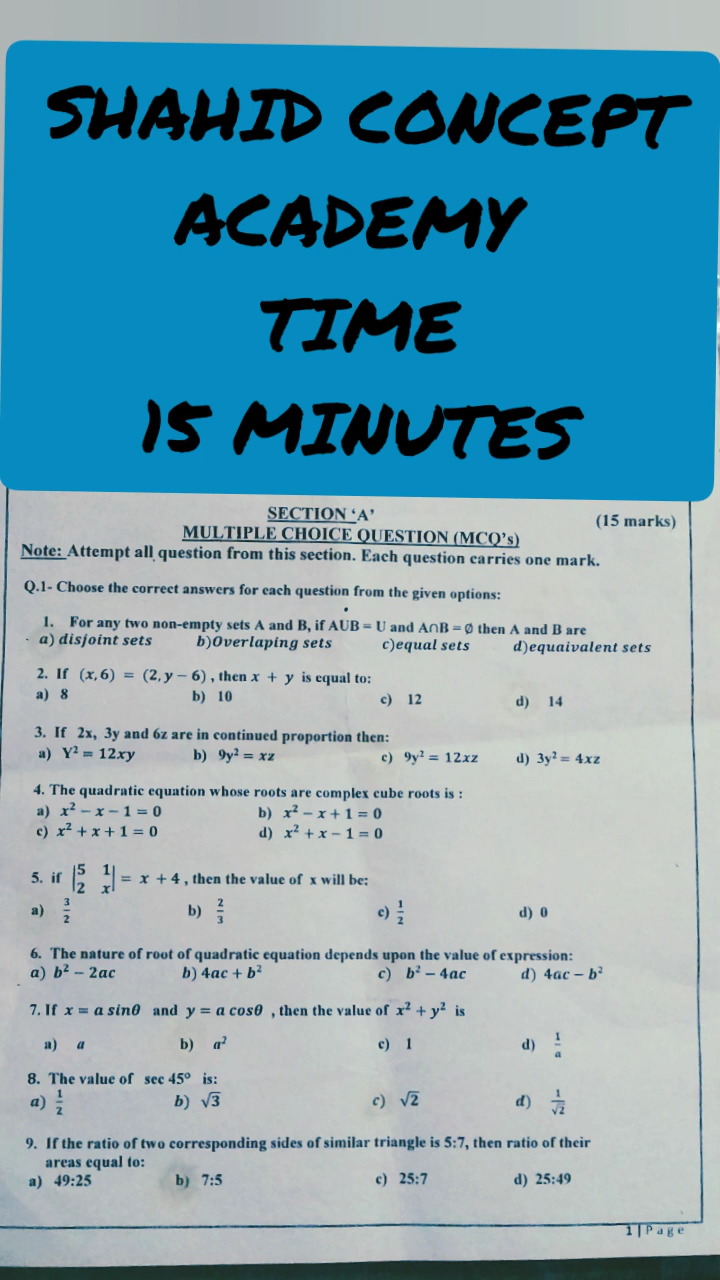 SHAHID CONCEPT
ACADEMY
TIME
15 MINUTES
SECTION ‘A’
(15 marks)
MULTIPLE CHOICE QUESTION (MCQ’s)
Note: Attempt all question from this section. Each question carries one mark.
Q.1- Choose the correct answers for each question from the given options:
1. For any two non-empty sets A and B, if AUB = U and A∩B = Ø then A and B are
a) disjoint sets b)Overlaping sets c)equal sets d)equaivalent sets
2. If (x, 6) = (2, y – 6) , then x + y is equal to:
a) 8 b) 10 c) 12 d) 14
3. If 2x, 3y and 6z are in continued proportion then:
a) Y² = 12xy b) 9y² = xz c) 9y² = 12xz d) 3y² = 4xz
4. The quadratic equation whose roots are complex cube roots is :
a) x² – x – 1 = 0 b) x² – x + 1 = 0
c) x² + x + 1 = 0 d) x² + x – 1 = 0
5. if |5 1; 2 x| = x + 4 , then the value of x will be:
a) 3/2 b) 2/3 c) 1/2 d) 0
6. The nature of root of quadratic equation depends upon the value of expression:
a) b² – 2ac b) 4ac + b² c) b² – 4ac d) 4ac – b²
7. If x = a sinθ and y = a cosθ , then the value of x² + y² is
a) a b) a² c) 1 d) 1/a
8. The value of sec 45° is:
a) 1/2 b) √3 c) √2 d) 1/√2
9. If the ratio of two corresponding sides of similar triangle is 5:7, then ratio of their
areas equal to:
a) 49:25 b) 7:5 c) 25:7 d) 25:49
1 | Page